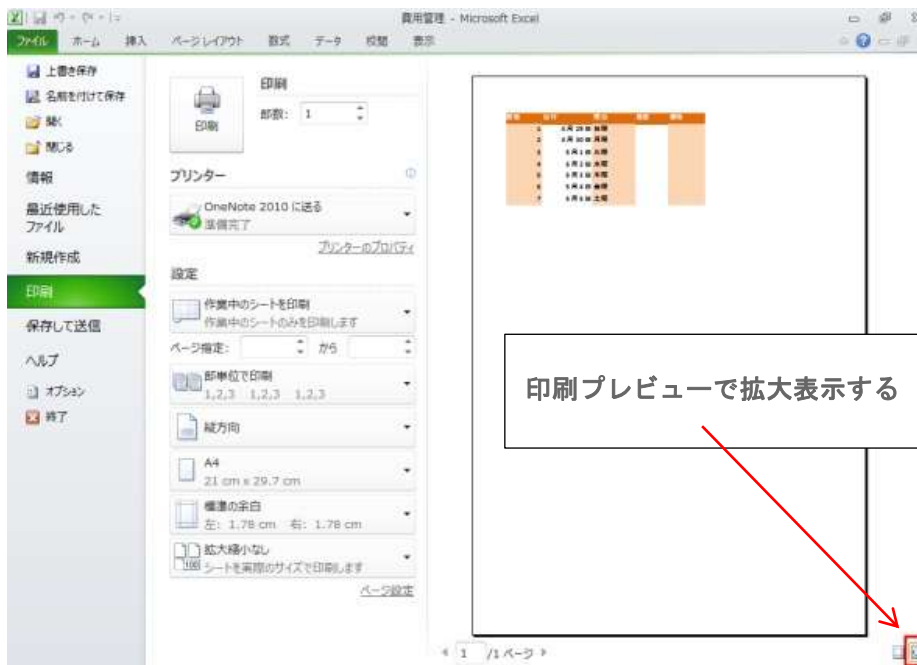 費用管理 - Microsoft Excel
ファイル ホーム 挿入 ページ レイアウト 数式 データ 校閲 表示
上書き保存
名前を付けて保存
開く
閉じる
情報
最近使用した
ファイル
新規作成
印刷
保存して送信
ヘルプ
オプション
終了
印刷
印刷
部数: 1
プリンター
OneNote 2010 に送る
準備完了
プリンターのプロパティ
設定
作業中のシートを印刷
作業中のシートのみを印刷します
ページ指定: から
部単位で印刷
1,2,3 1,2,3 1,2,3
縦方向
A4
21 cm x 29.7 cm
標準の余白
左: 1.78 cm 右: 1.78 cm
拡大縮小なし
100
シートを実際のサイズで印刷します
ページ設定
印刷プレビューで拡大表示する
1 /1 ページ